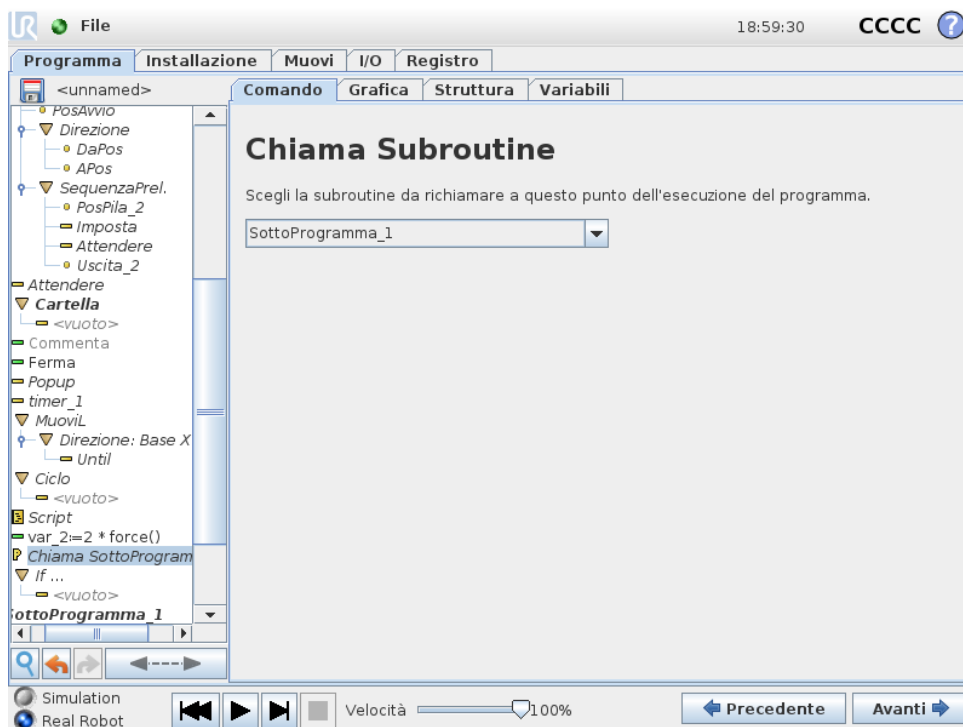 UR File 18:59:30 CCCC ?
Programma Installazione Muovi I/O Registro
<unnamed>
Comando Grafica Struttura Variabili
PosAvvio
Direzione
DaPos
APos
SequenzaPrel.
PosPila_2
Imposta
Attendere
Uscita_2
Attendere
Cartella
<vuoto>
Commenta
Ferma
Popup
timer_1
MuoviL
Direzione: Base X
Until
Ciclo
<vuoto>
Script
var_2:=2 * force()
Chiama SottoProgram
If ...
<vuoto>
SottoProgramma_1
Chiama Subroutine
Scegli la subroutine da richiamare a questo punto dell'esecuzione del programma.
SottoProgramma_1
Simulation
Real Robot
Velocità 100%
Precedente
Avanti